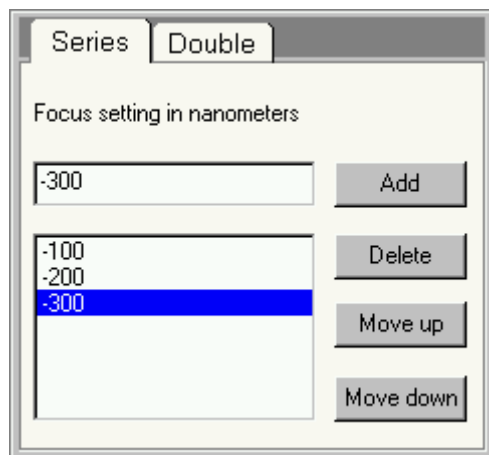 Series Double
Focus setting in nanometers
-300 Add
-100
-200
-300
Delete
Move up
Move down